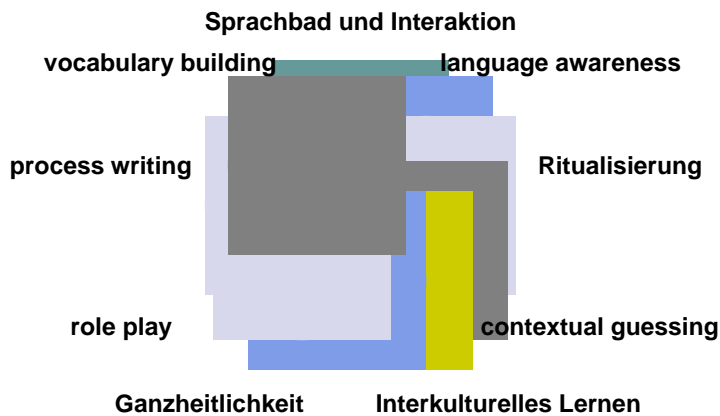 Sprachbad und Interaktion
vocabulary building
language awareness
process writing
Ritualisierung
role play
contextual guessing
Ganzheitlichkeit
Interkulturelles Lernen